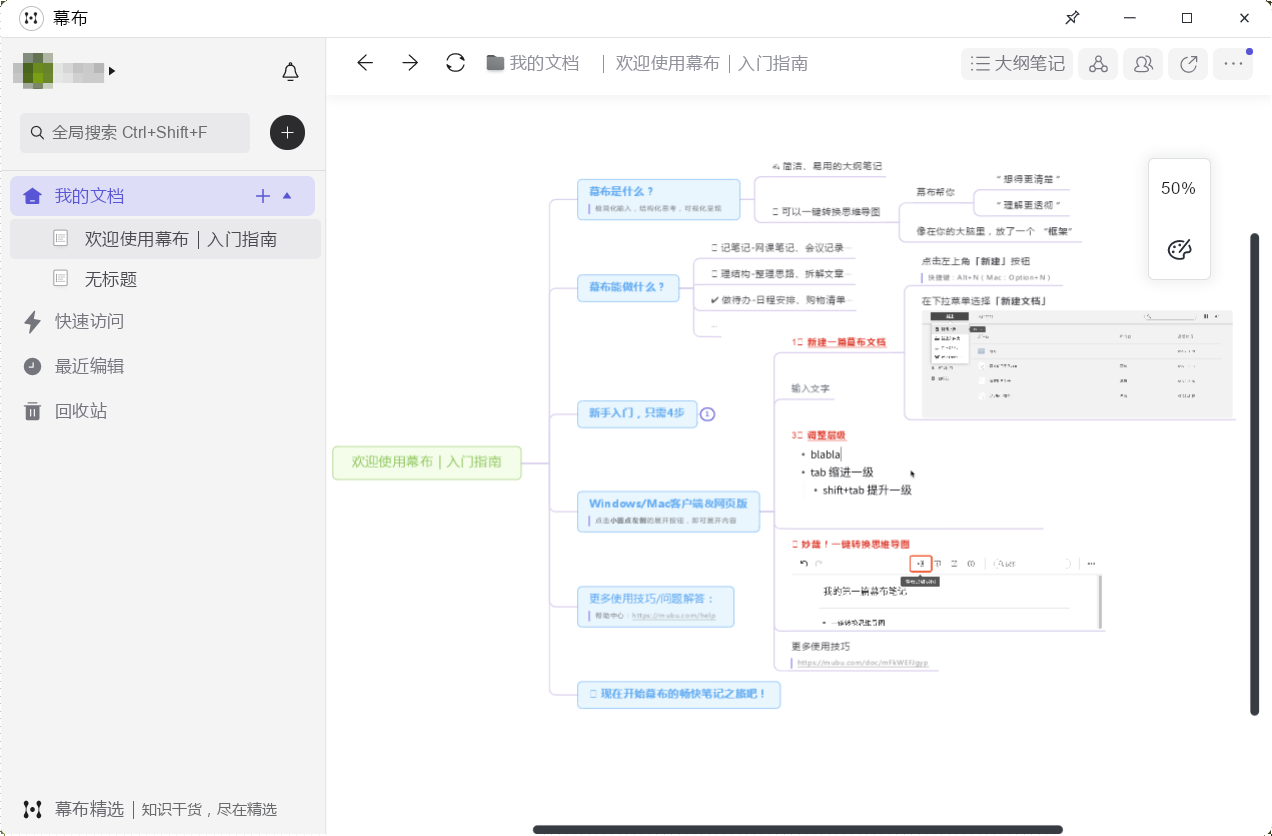 幕布
我的文档
欢迎使用幕布｜入门指南
大纲笔记
全局搜索 Ctrl+Shift+F
我的文档
欢迎使用幕布｜入门指南
无标题
快速访问
最近编辑
回收站
幕布精选｜知识干货，尽在精选
50%
欢迎使用幕布｜入门指南
幕布是什么？
极简化输入，结构化思考，可视化呈现
简洁、易用的大纲笔记
可以一键转换思维导图
幕布帮你
“想得更清楚”
“理解更透彻”
像在你的大脑里，放了一个 “框架”
幕布能做什么？
记笔记-网课笔记、会议记录…
理结构-整理思路、拆解文章…
✔ 做待办-日程安排、购物清单…
...
新手入门，只需4步
1
Windows/Mac客户端&网页版
点击小圆点左侧的展开按钮，即可展开内容
1 新建一篇幕布文档
点击左上角「新建」按钮
快捷键：Alt+N ( Mac：Option+N )
在下拉菜单选择「新建文档」
输入文字
3 调整层级
• blabla
• tab 缩进一级
• shift+tab 提升一级
妙蛙！一键转换思维导图
我的第一篇幕布笔记
• 一键转换思维导图
更多使用技巧
https://mubu.com/doc/mFkWEFJgyp
更多使用技巧/问题解答：
帮助中心：https://mubu.com/help
现在开始幕布的畅快笔记之旅吧！